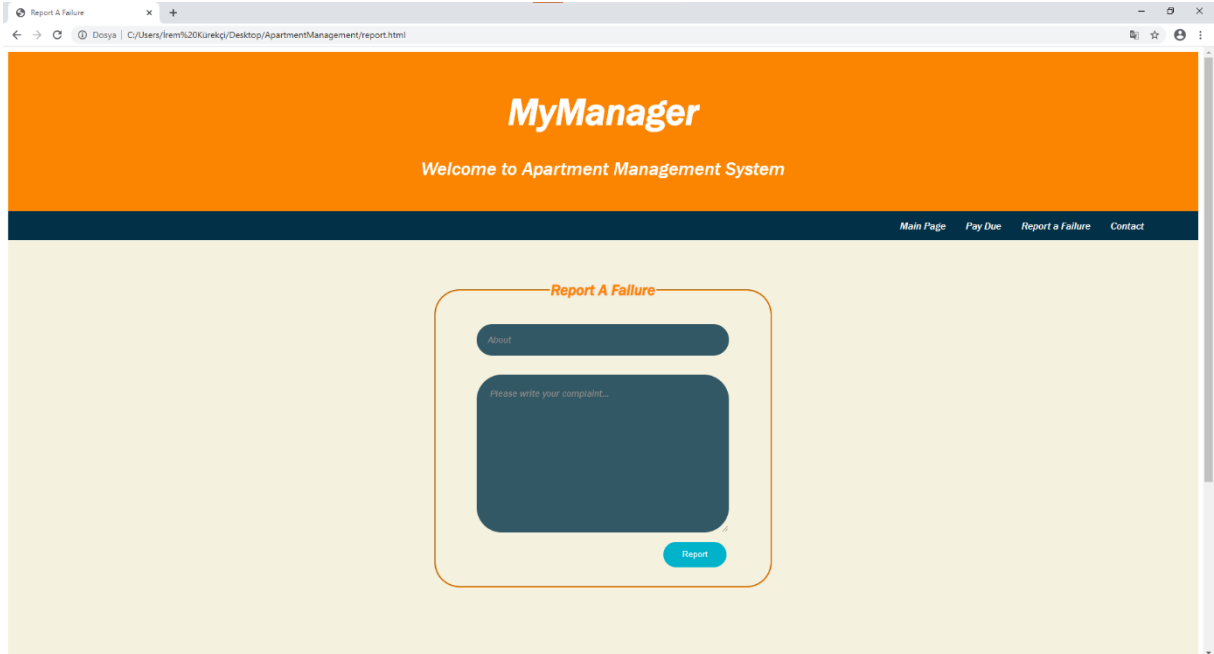 Report A Failure
Dosya | C:/Users/İrem%20Kürekçi/Desktop/ApartmentManagement/report.html
MyManager
Welcome to Apartment Management System
Main Page Pay Due Report a Failure Contact
Report A Failure
About
Please write your complaint...
Report